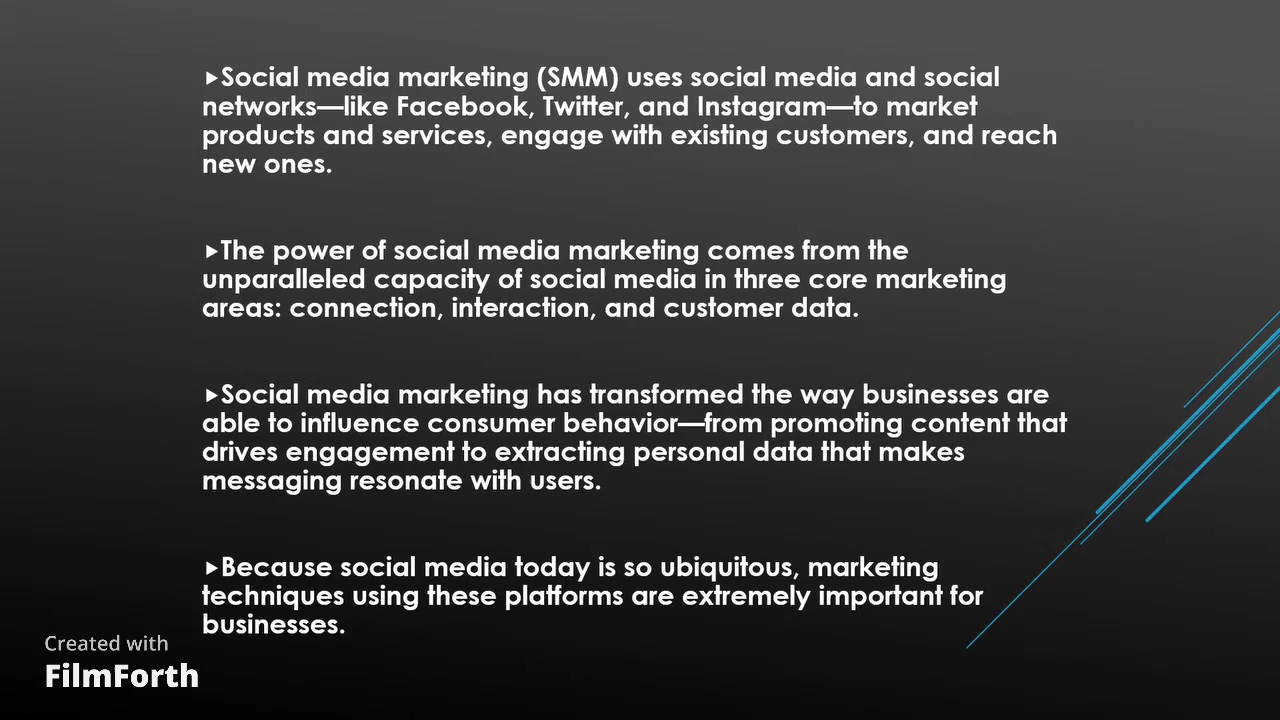 ▶Social media marketing (SMM) uses social media and social
networks—like Facebook, Twitter, and Instagram—to market
products and services, engage with existing customers, and reach
new ones.
▶The power of social media marketing comes from the
unparalleled capacity of social media in three core marketing
areas: connection, interaction, and customer data.
▶Social media marketing has transformed the way businesses are
able to influence consumer behavior—from promoting content that
drives engagement to extracting personal data that makes
messaging resonate with users.
▶Because social media today is so ubiquitous, marketing
techniques using these platforms are extremely important for
businesses.
Created with
FilmForth